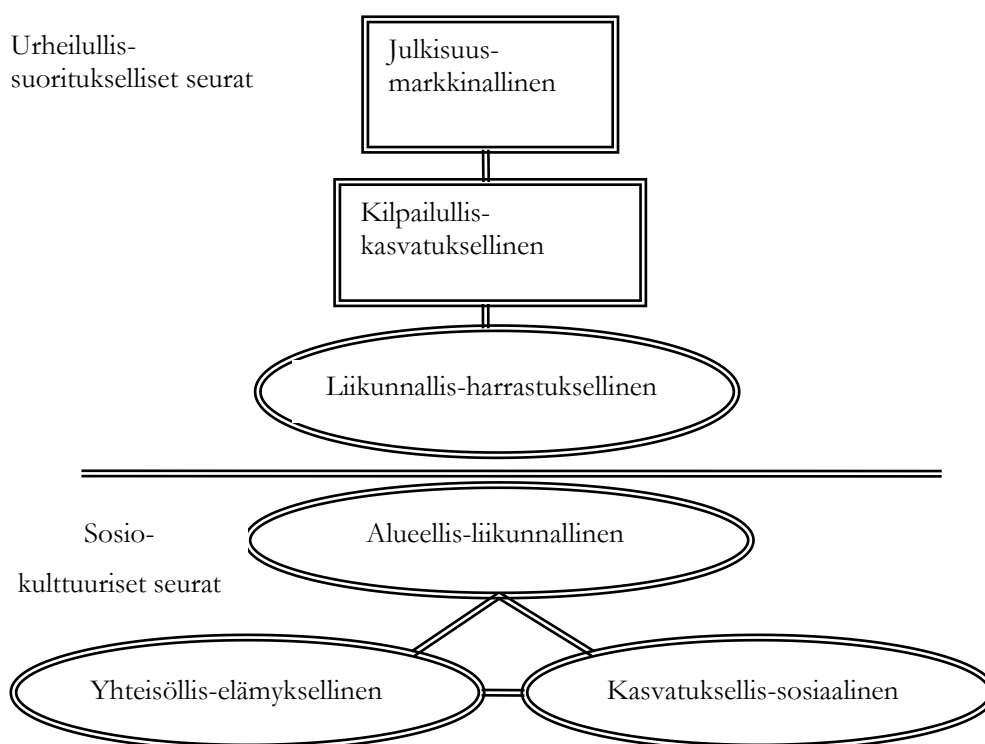 Urheilullis-
suoritukselliset seurat
Julkisuus-
markkinallinen
Kilpailullis-
kasvatuksellinen
Liikunnallis-harrastuksellinen
Sosio-
kulttuuriset seurat
Alueellis-liikunnallinen
Yhteisöllis-elämyksellinen
Kasvatuksellis-sosiaalinen